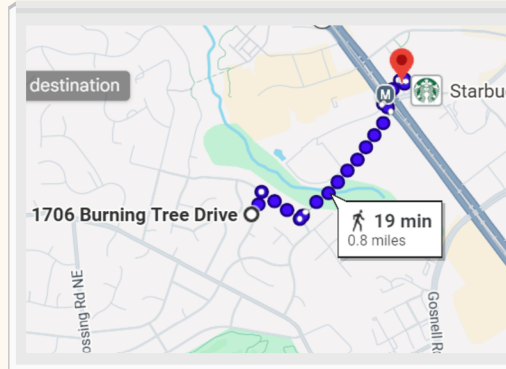 destination
M
Starbu
1706 Burning Tree Drive
19 min
0.8 miles
ossing Rd NE
Gosnell R